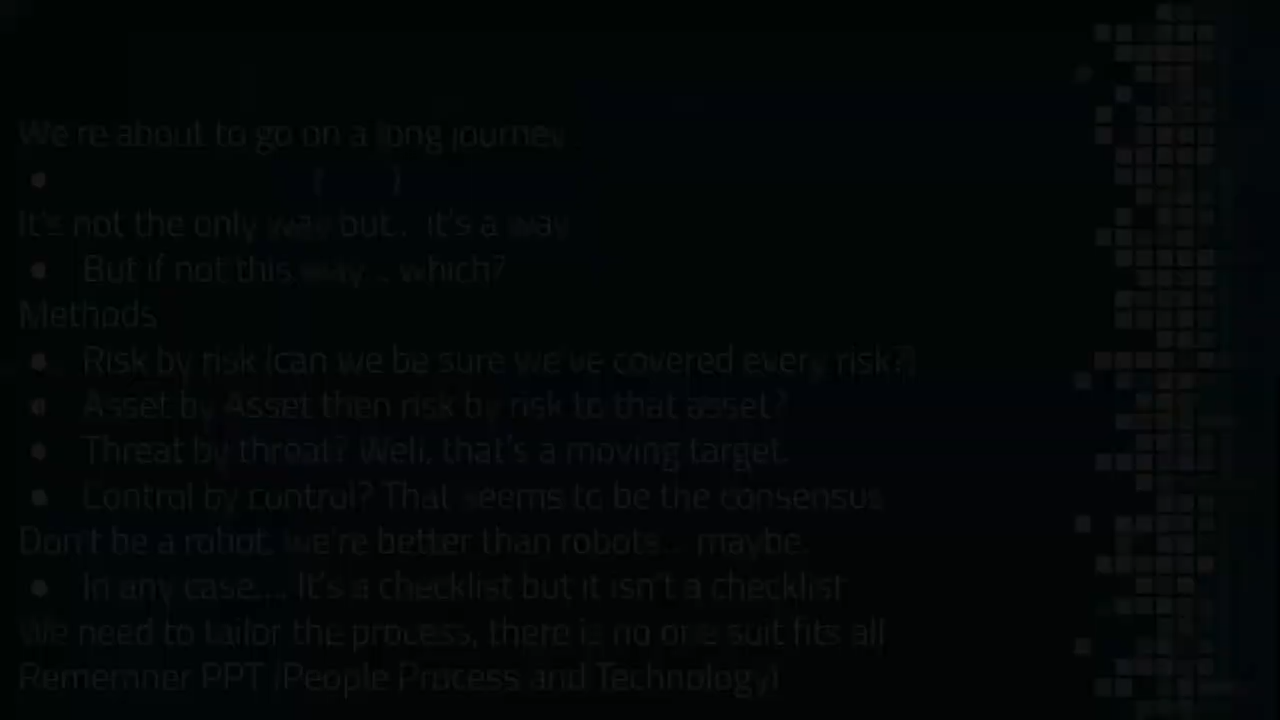 We're about to go on a long journey
• ( )
It's not the only way but... it's a way
• But if not this way... which?
Methods
• Risk by risk (can we be sure we've covered every risk?)
• Asset by Asset then risk by risk to that asset?
• Threat by threat? Well, that's a moving target.
• Control by control? That seems to be the consensus
Don't be a robot, we're better than robots... maybe.
• In any case.... It's a checklist but it isn't a checklist
We need to tailor the process, there is no one suit fits all
Rememner PPT (People Process and Technology)